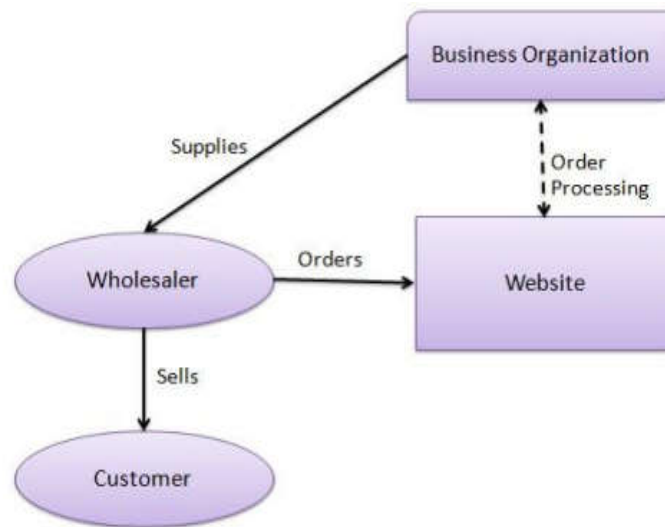 Business Organization
Supplies
Order
Processing
Wholesaler
Orders
Website
Sells
Customer